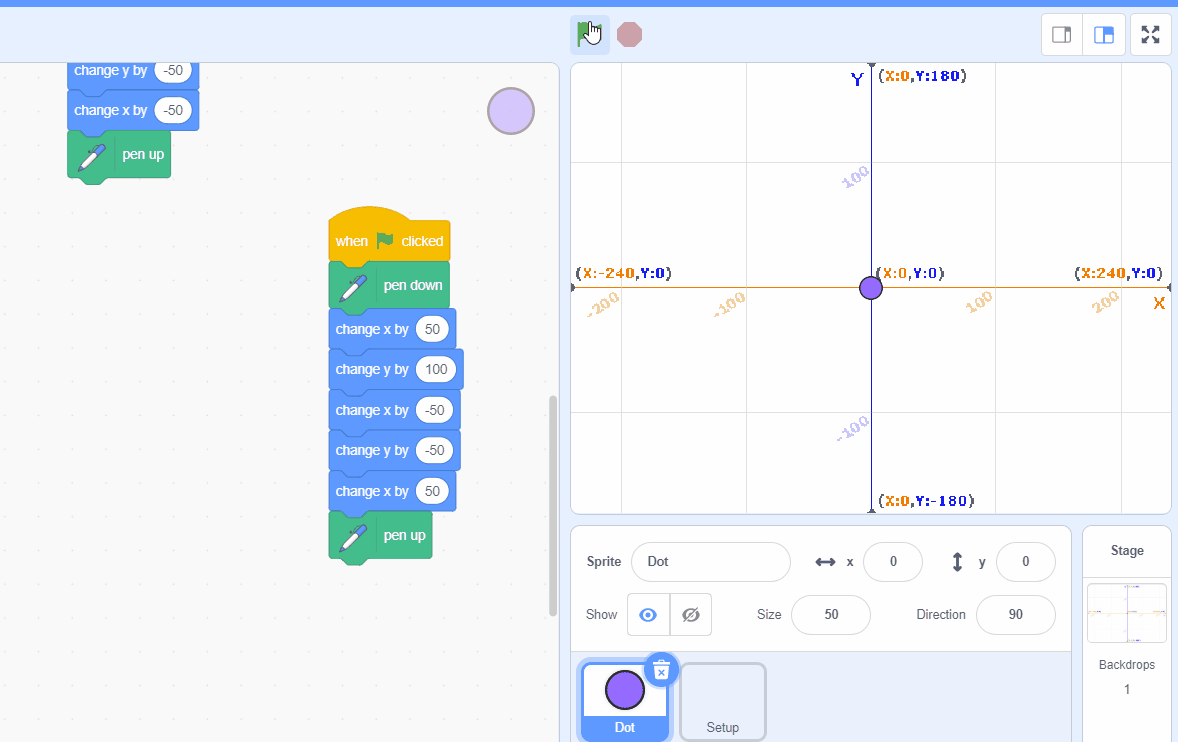 change y by -50
change x by -50
pen up
when clicked
pen down
change x by 50
change y by 100
change x by -50
change y by -50
change x by 50
pen up
Y (X:0,Y:180)
100
(X:-240,Y:0) (X:0,Y:0) (X:240,Y:0)
-200 -100 100 200 X
-100
(X:0,Y:-180)
Sprite Dot x 0 y 0
Show Size 50 Direction 90
Dot
Setup
Stage
Backdrops
1